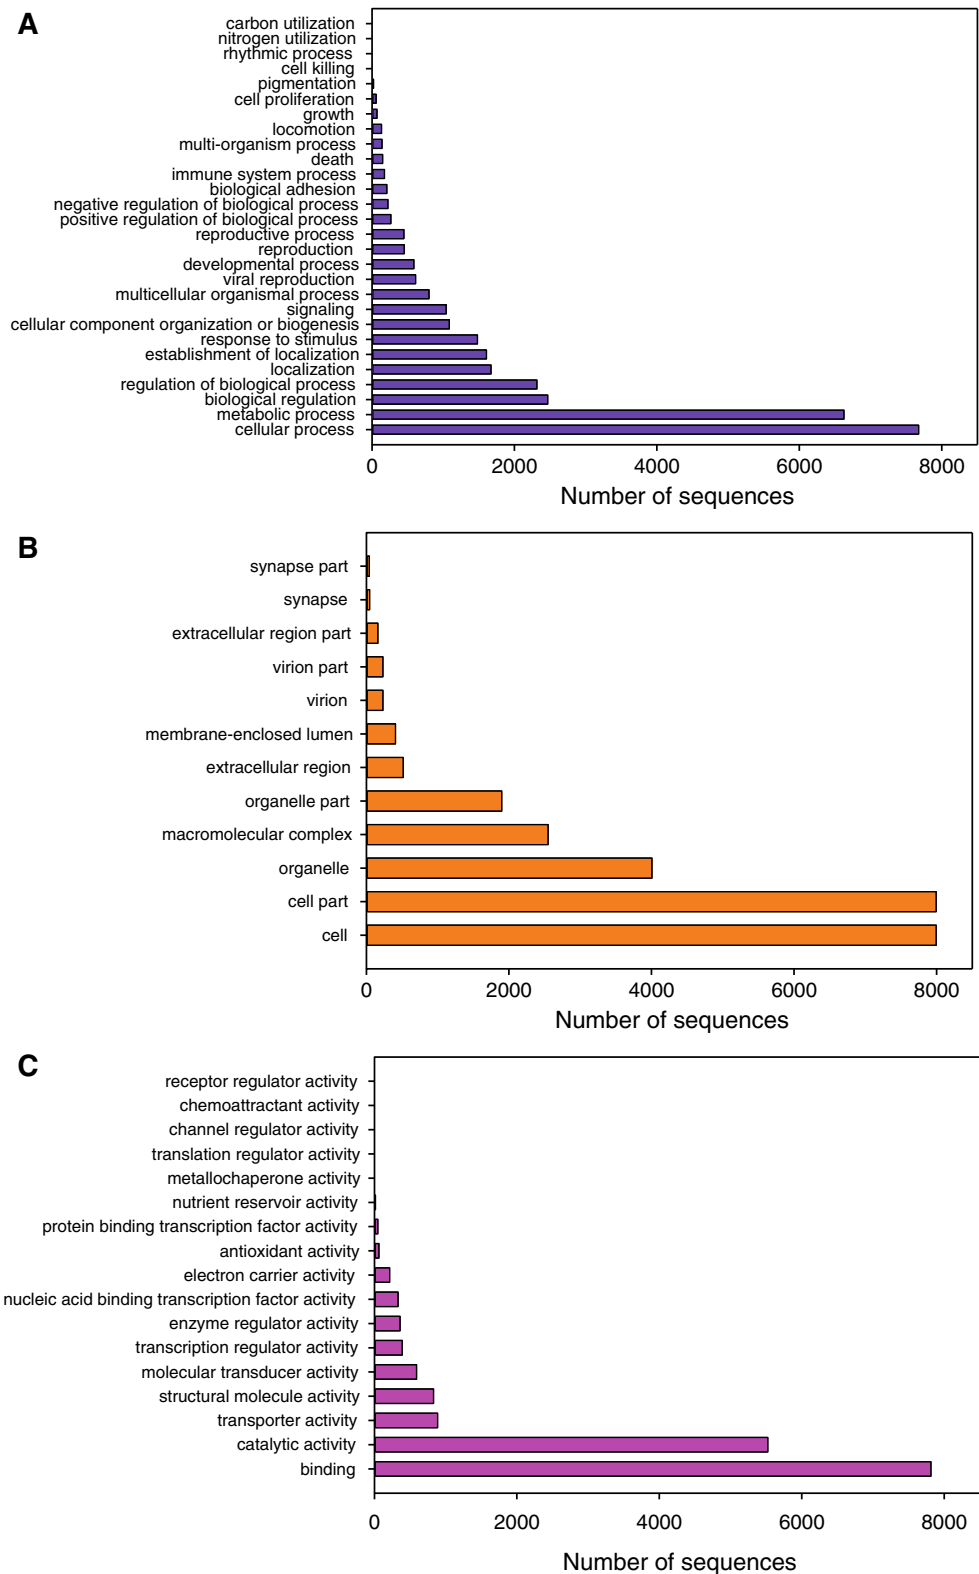 A
carbon utilization
nitrogen utilization
rhythmic process
cell killing
pigmentation
cell proliferation
growth
locomotion
multi-organism process
death
immune system process
biological adhesion
negative regulation of biological process
positive regulation of biological process
reproductive process
reproduction
developmental process
viral reproduction
multicellular organismal process
signaling
cellular component organization or biogenesis
response to stimulus
establishment of localization
localization
regulation of biological process
biological regulation
metabolic process
cellular process
0 2000 4000 6000 8000
Number of sequences
B
synapse part
synapse
extracellular region part
virion part
virion
membrane-enclosed lumen
extracellular region
organelle part
macromolecular complex
organelle
cell part
cell
0 2000 4000 6000 8000
Number of sequences
C
receptor regulator activity
chemoattractant activity
channel regulator activity
translation regulator activity
metallochaperone activity
nutrient reservoir activity
protein binding transcription factor activity
antioxidant activity
electron carrier activity
nucleic acid binding transcription factor activity
enzyme regulator activity
transcription regulator activity
molecular transducer activity
structural molecule activity
transporter activity
catalytic activity
binding
0 2000 4000 6000 8000
Number of sequences